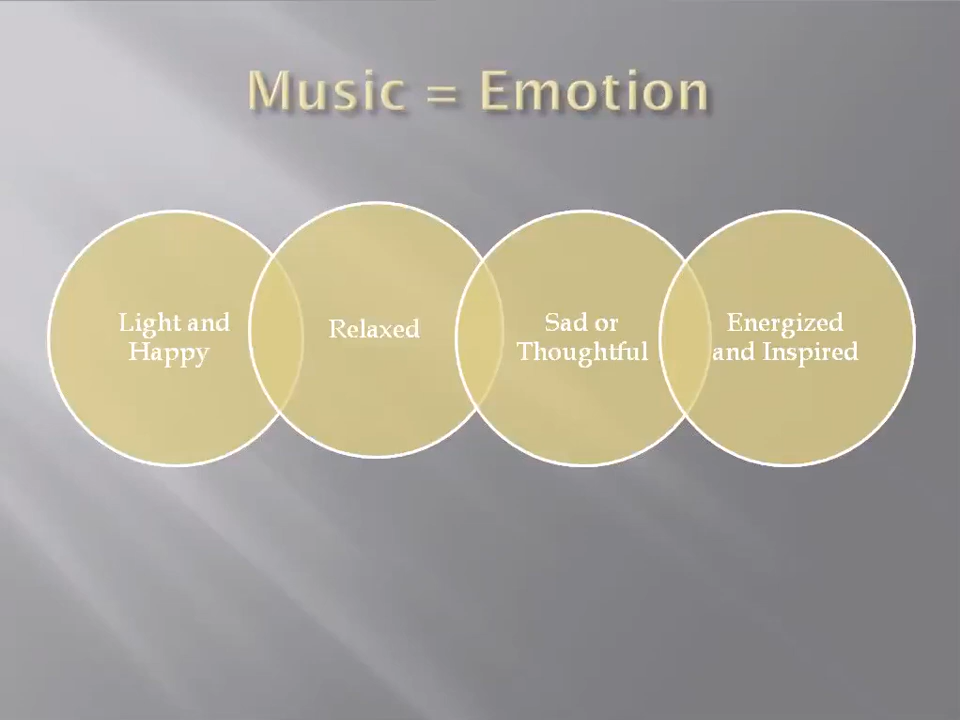 Music = Emotion
Light and
Happy
Relaxed
Sad or
Thoughtful
Energized
and Inspired